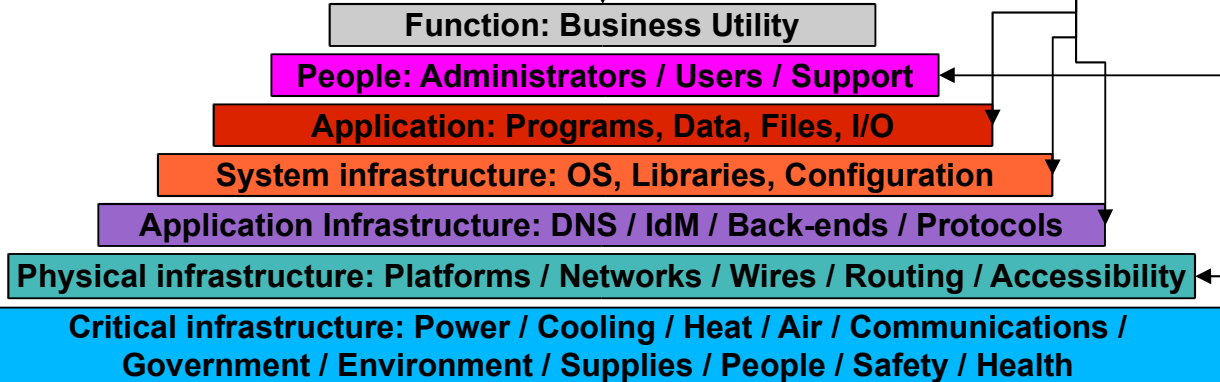 Function: Business Utility
People: Administrators / Users / Support
Application: Programs, Data, Files, I/O
System infrastructure: OS, Libraries, Configuration
Application Infrastructure: DNS / IdM / Back-ends / Protocols
Physical infrastructure: Platforms / Networks / Wires / Routing / Accessibility
Critical infrastructure: Power / Cooling / Heat / Air / Communications /
Government / Environment / Supplies / People / Safety / Health